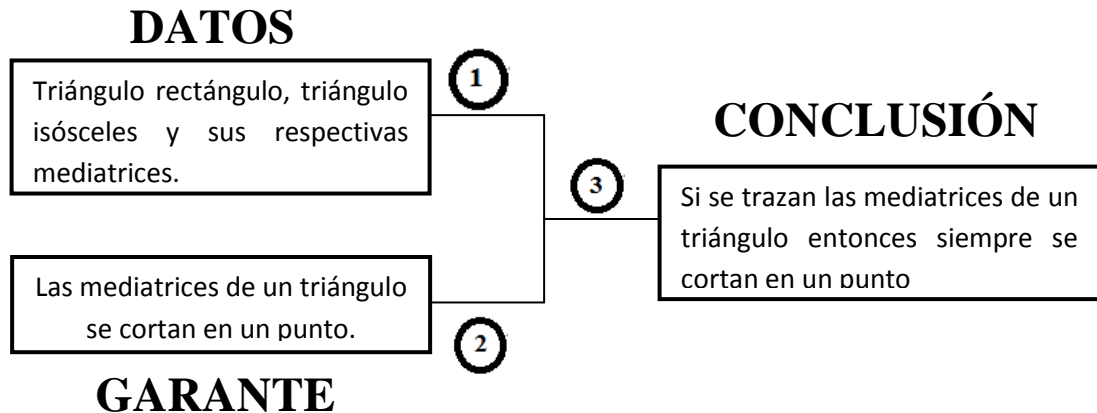 DATOS
Triángulo rectángulo, triángulo
isósceles y sus respectivas
mediatrices.
1
CONCLUSIÓN
3
Si se trazan las mediatrices de un
triángulo entonces siempre se
cortan en un punto
Las mediatrices de un triángulo
se cortan en un punto.
2
GARANTE